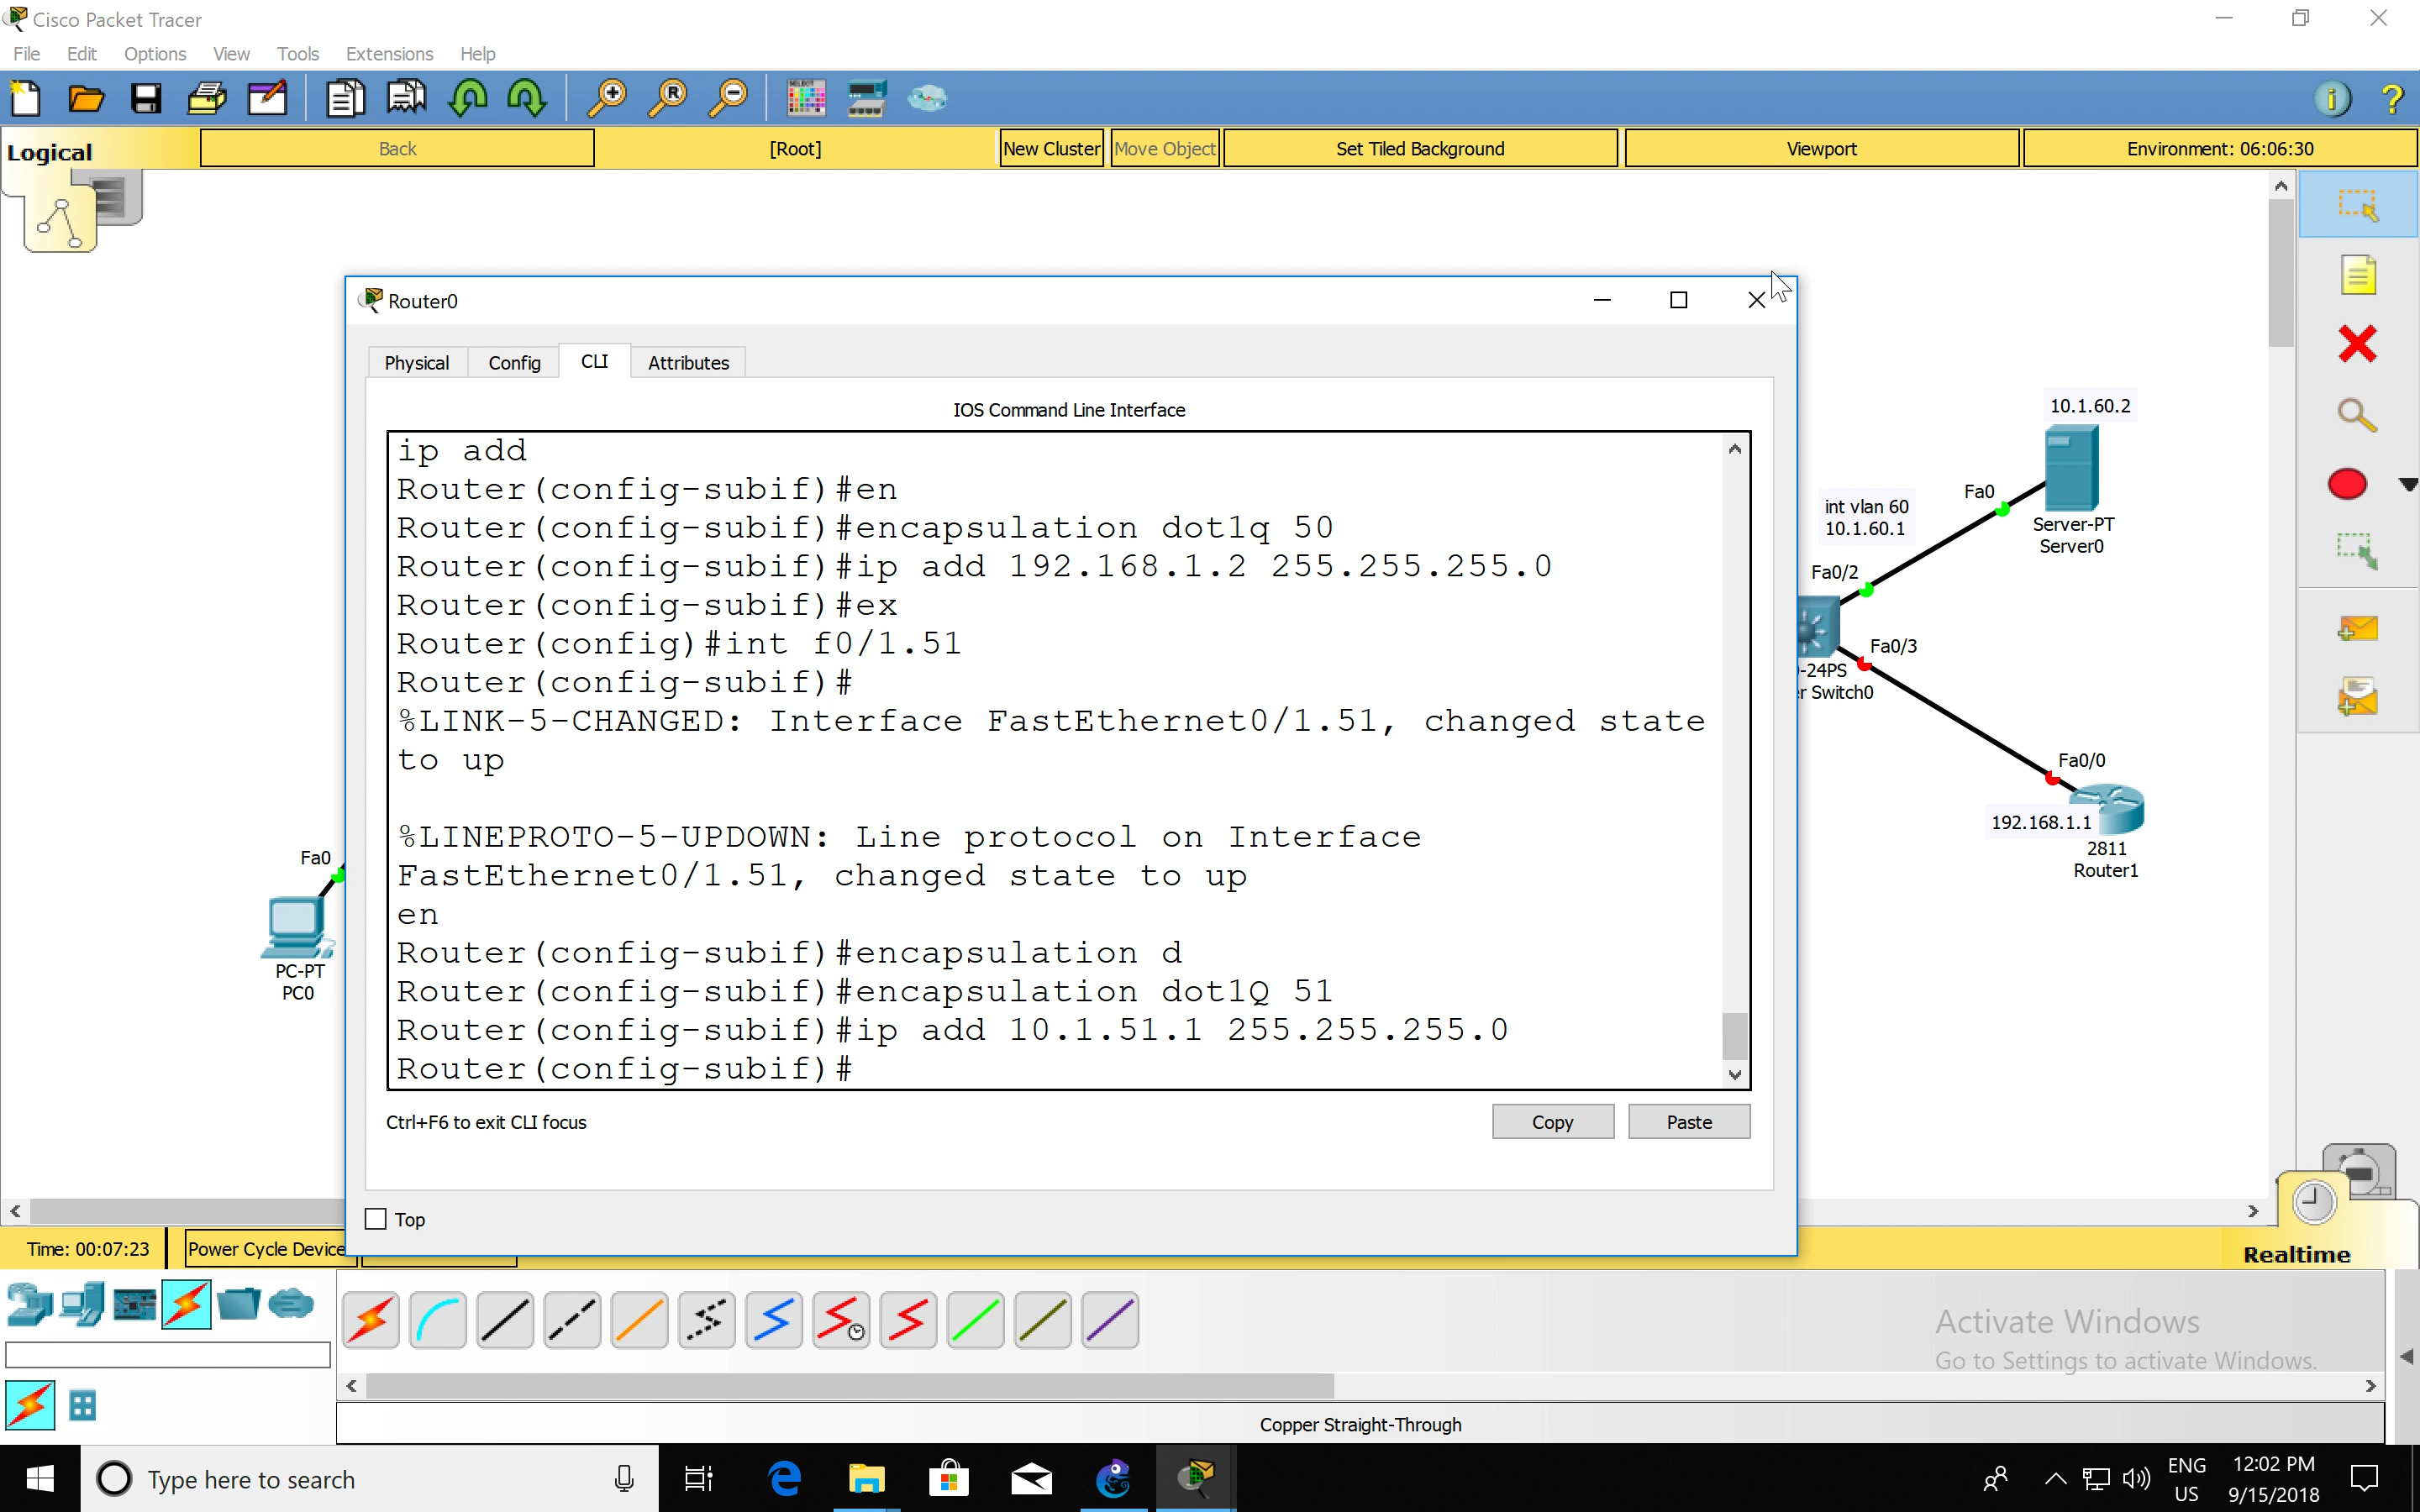 Cisco Packet Tracer
File Edit Options View Tools Extensions Help
Logical
Back
[Root]
New Cluster
Move Object
Set Tiled Background
Viewport
Environment: 06:06:30
Router0
Physical Config CLI Attributes
IOS Command Line Interface
ip add
Router(config-subif)#en
Router(config-subif)#encapsulation dot1q 50
Router(config-subif)#ip add 192.168.1.2 255.255.255.0
Router(config-subif)#ex
Router(config)#int f0/1.51
Router(config-subif)#
%LINK-5-CHANGED: Interface FastEthernet0/1.51, changed state
to up
%LINEPROTO-5-UPDOWN: Line protocol on Interface
FastEthernet0/1.51, changed state to up
en
Router(config-subif)#encapsulation d
Router(config-subif)#encapsulation dot1Q 51
Router(config-subif)#ip add 10.1.51.1 255.255.255.0
Router(config-subif)#
Ctrl+F6 to exit CLI focus
Copy
Paste
Top
Fa0
PC-PT
PC0
10.1.60.2
Fa0
Server-PT
Server0
int vlan 60
10.1.60.1
Fa0/2
Fa0/3
-24PS
r Switch0
Fa0/0
192.168.1.1
2811
Router1
Time: 00:07:23
Power Cycle Device
Realtime
Activate Windows
Go to Settings to activate Windows.
Copper Straight-Through
Type here to search
ENG
US
12:02 PM
9/15/2018